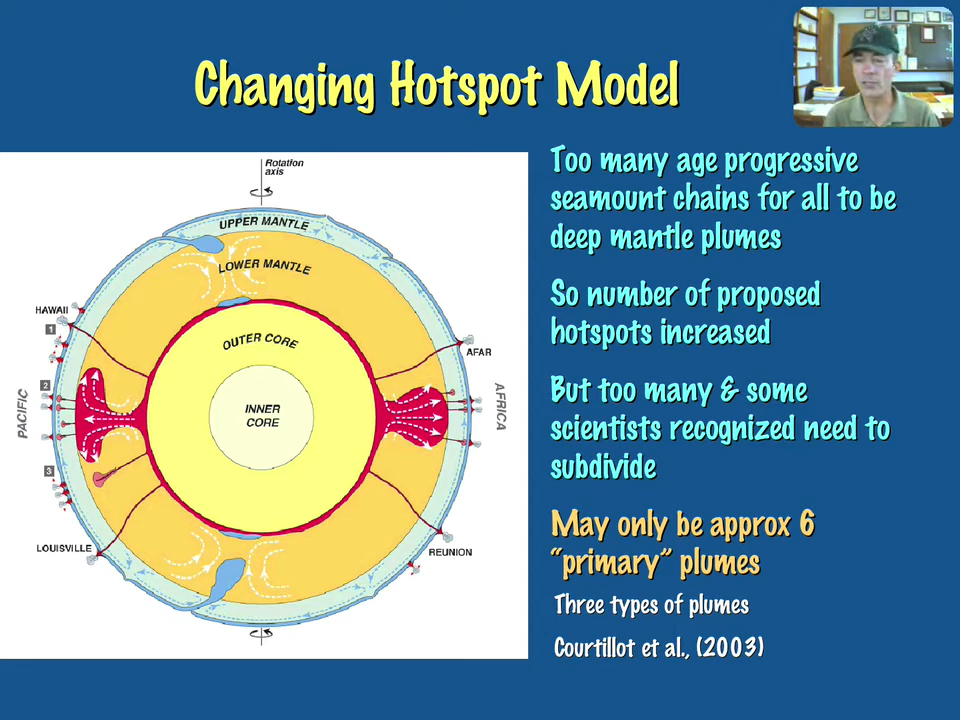 Changing Hotspot Model
Rotation
axis
UPPER MANTLE
LOWER MANTLE
HAWAII
1
OUTER CORE
AFAR
2
PACIFIC
INNER
CORE
AFRICA
3
LOUISVILLE
REUNION
Too many age progressive
seamount chains for all to be
deep mantle plumes
So number of proposed
hotspots increased
But too many & some
scientists recognized need to
subdivide
May only be approx 6
“primary” plumes
Three types of plumes
Courtillot et al., (2003)